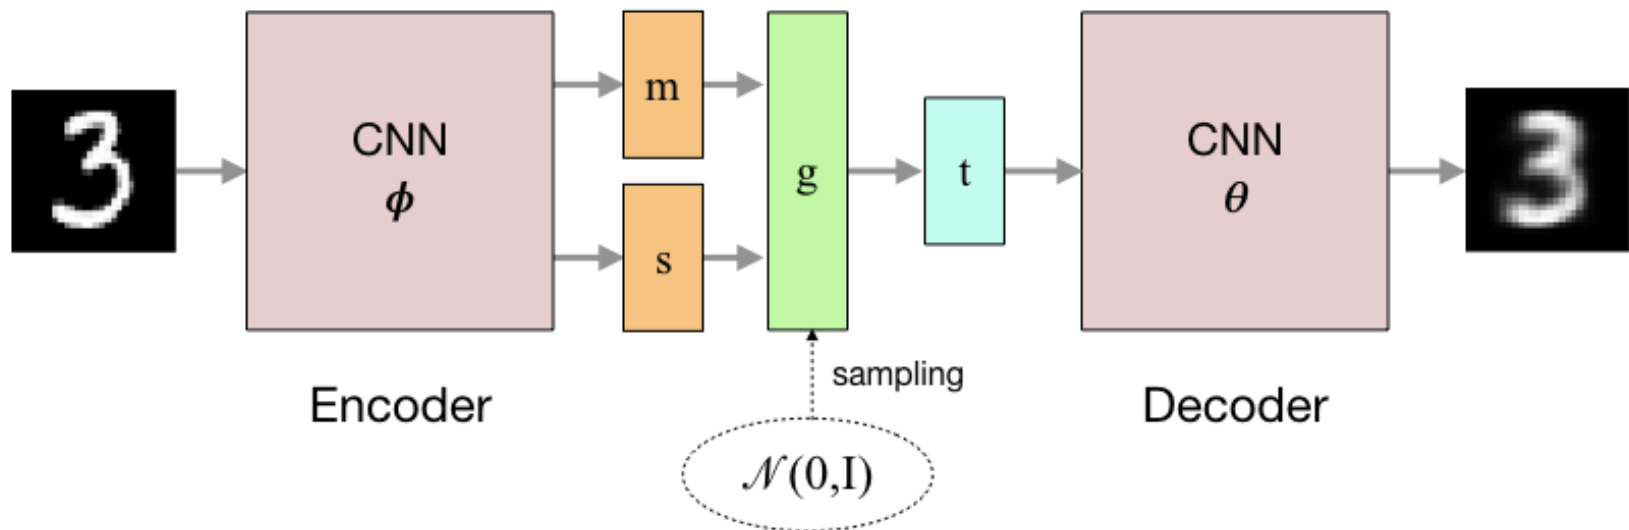 3
CNN
ϕ
Encoder
m
s
g
sampling
𝒩(0,I)
t
CNN
θ
Decoder
3